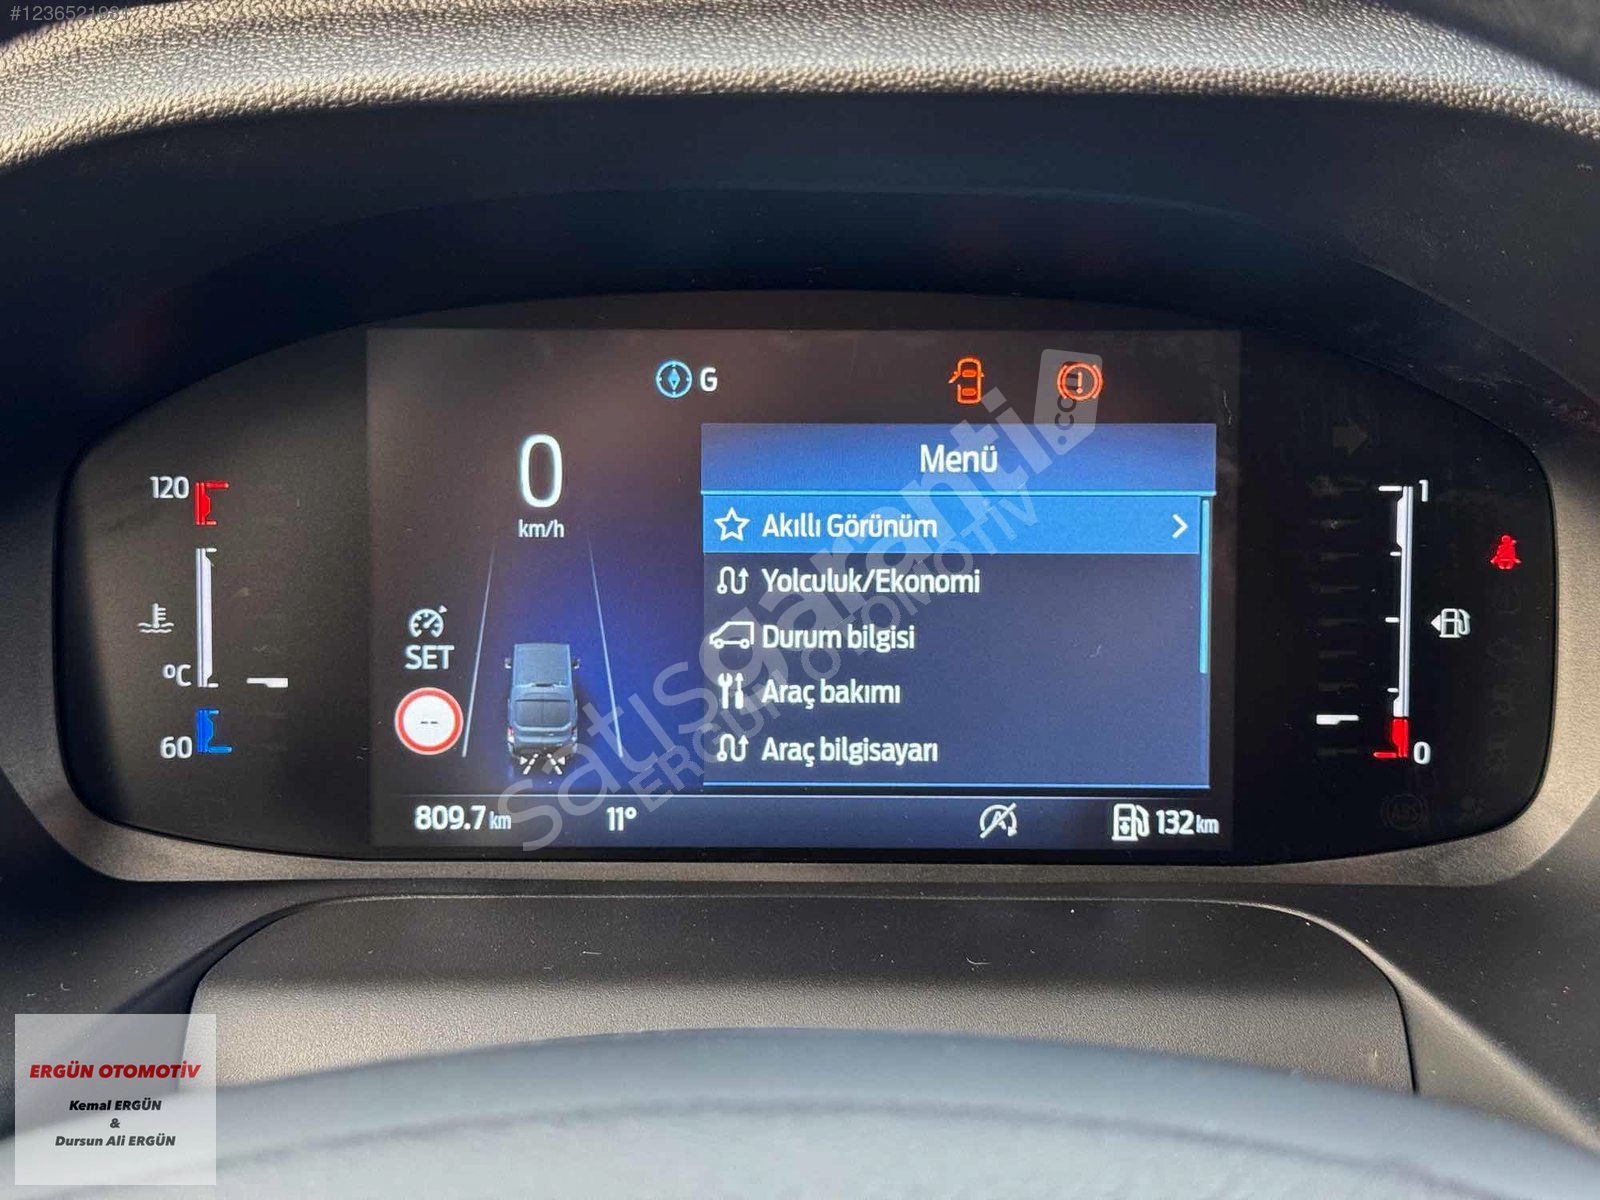 G
0
km/h
Menü
Akıllı Görünüm
Yolculuk/Ekonomi
Durum bilgisi
Araç bakımı
Araç bilgisayarı
SET
--
809.7 km
11°
132 km
120
°C
60
1
0
ABS
satışgaranti.com
ERGÜN OTOMOTİV
ERGÜN OTOMOTİV
Kemal ERGÜN
&
Dursun Ali ERGÜN